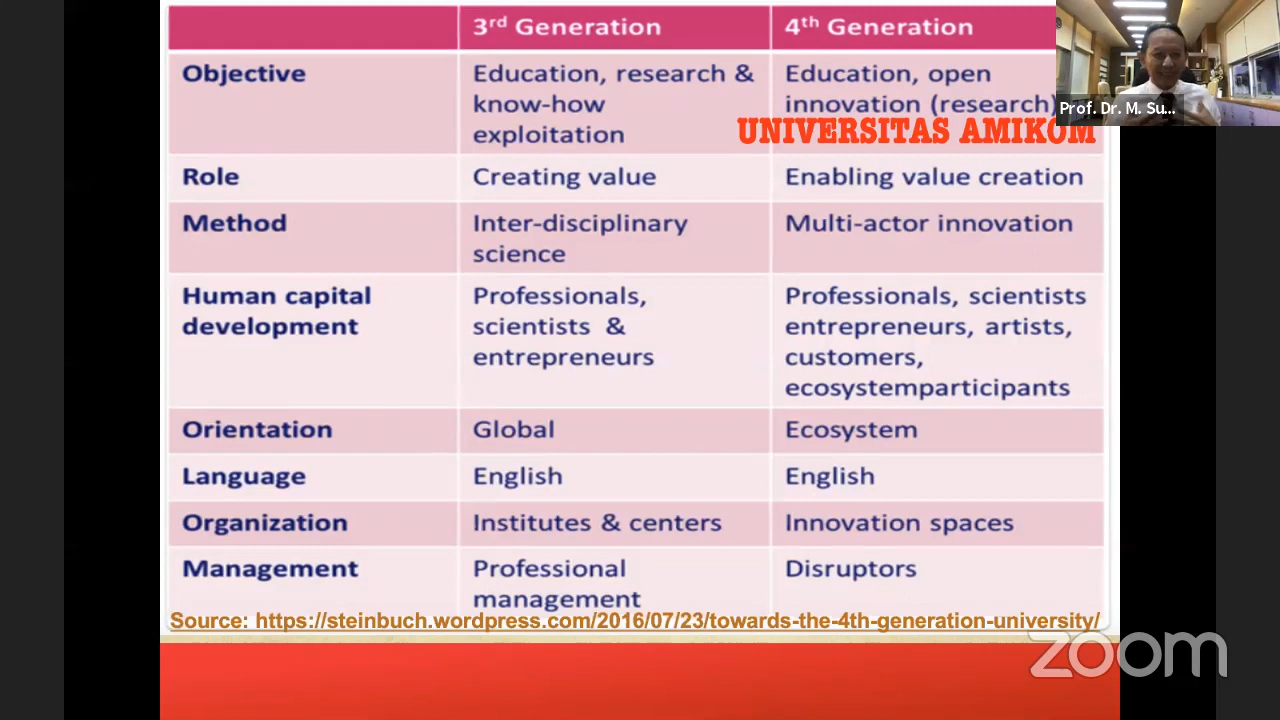 3rd Generation
4th Generation
Objective
Education, research &
know-how
exploitation
Education, open
innovation (research)
Prof. Dr. M. Su...
UNIVERSITAS AMIKOM
Role
Creating value
Enabling value creation
Method
Inter-disciplinary
science
Multi-actor innovation
Human capital
development
Professionals,
scientists &
entrepreneurs
Professionals, scientists
entrepreneurs, artists,
customers,
ecosystemparticipants
Orientation
Global
Ecosystem
Language
English
English
Organization
Institutes & centers
Innovation spaces
Management
Professional
management
Disruptors
Source: https://steinbuch.wordpress.com/2016/07/23/towards-the-4th-generation-university/
zoom